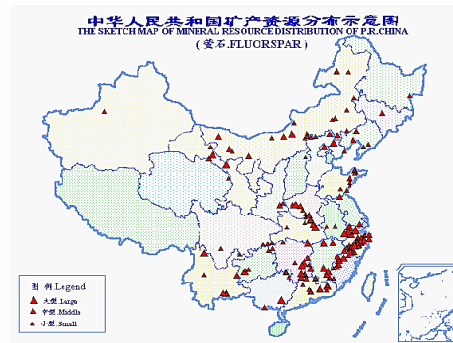 中华人民共和国矿产资源分布示意图
THE SKETCH MAP OF MINERAL RESOURCE DISTRIBUTION OF P.R.CHINA
(萤石.FLUORSPAR)
图 例.Legend
大型.Large
中型.Middle
小型.Small